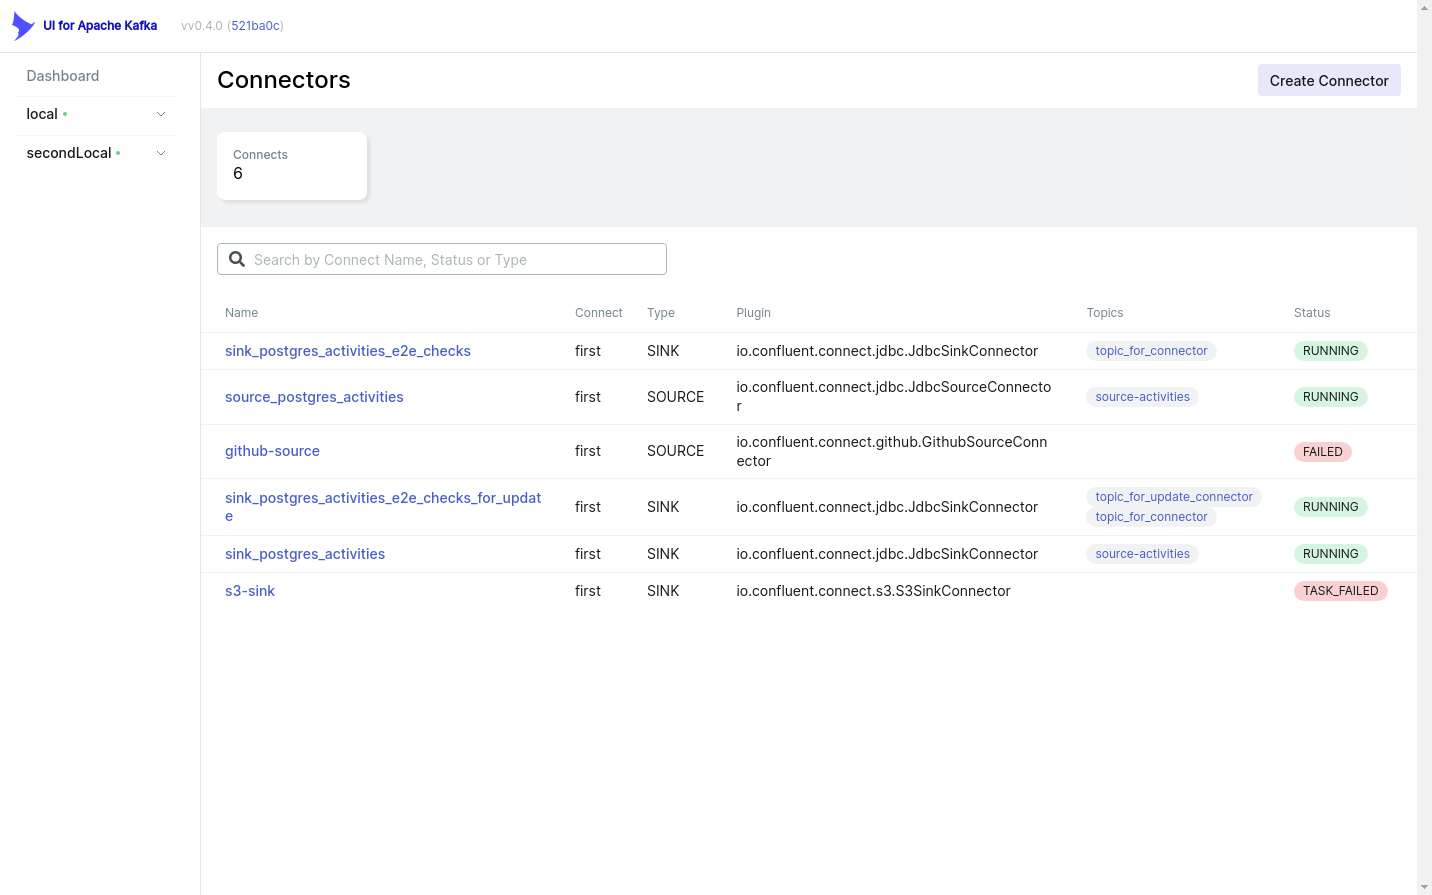 UI for Apache Kafka vv0.4.0 (521ba0c)
Dashboard
local
secondLocal
Connectors
Create Connector
Connects
6
Search by Connect Name, Status or Type
Name Connect Type Plugin Topics Status
sink_postgres_activities_e2e_checks first SINK io.confluent.connect.jdbc.JdbcSinkConnector topic_for_connector RUNNING
source_postgres_activities first SOURCE io.confluent.connect.jdbc.JdbcSourceConnecto
r
source-activities RUNNING
github-source first SOURCE io.confluent.connect.github.GithubSourceConn
ector
FAILED
sink_postgres_activities_e2e_checks_for_updat
e
first SINK io.confluent.connect.jdbc.JdbcSinkConnector
topic_for_update_connector
topic_for_connector
RUNNING
sink_postgres_activities first SINK io.confluent.connect.jdbc.JdbcSinkConnector source-activities RUNNING
s3-sink first SINK io.confluent.connect.s3.S3SinkConnector TASK_FAILED